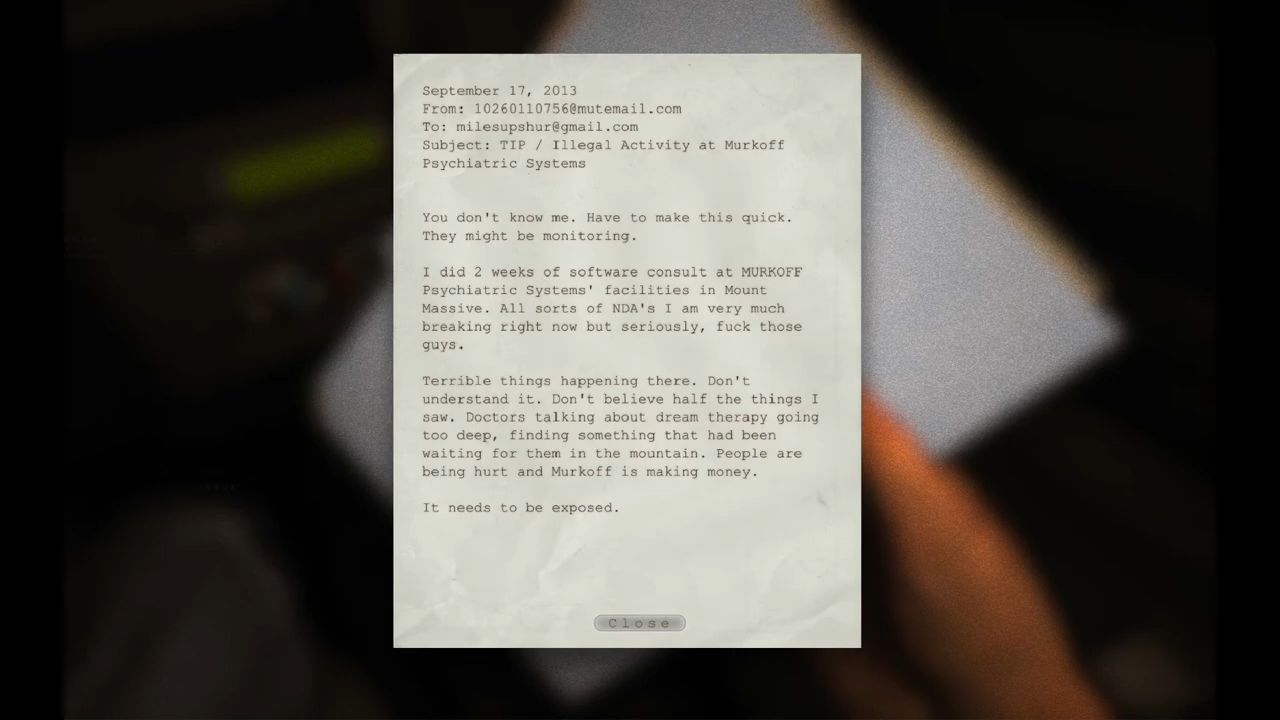 September 17, 2013
From: 10260110756@mutemail.com
To: milesupshur@gmail.com
Subject: TIP / Illegal Activity at Murkoff
Psychiatric Systems
You don't know me. Have to make this quick.
They might be monitoring.
I did 2 weeks of software consult at MURKOFF
Psychiatric Systems' facilities in Mount
Massive. All sorts of NDA's I am very much
breaking right now but seriously, fuck those
guys.
Terrible things happening there. Don't
understand it. Don't believe half the things I
saw. Doctors talking about dream therapy going
too deep, finding something that had been
waiting for them in the mountain. People are
being hurt and Murkoff is making money.
It needs to be exposed.
Close